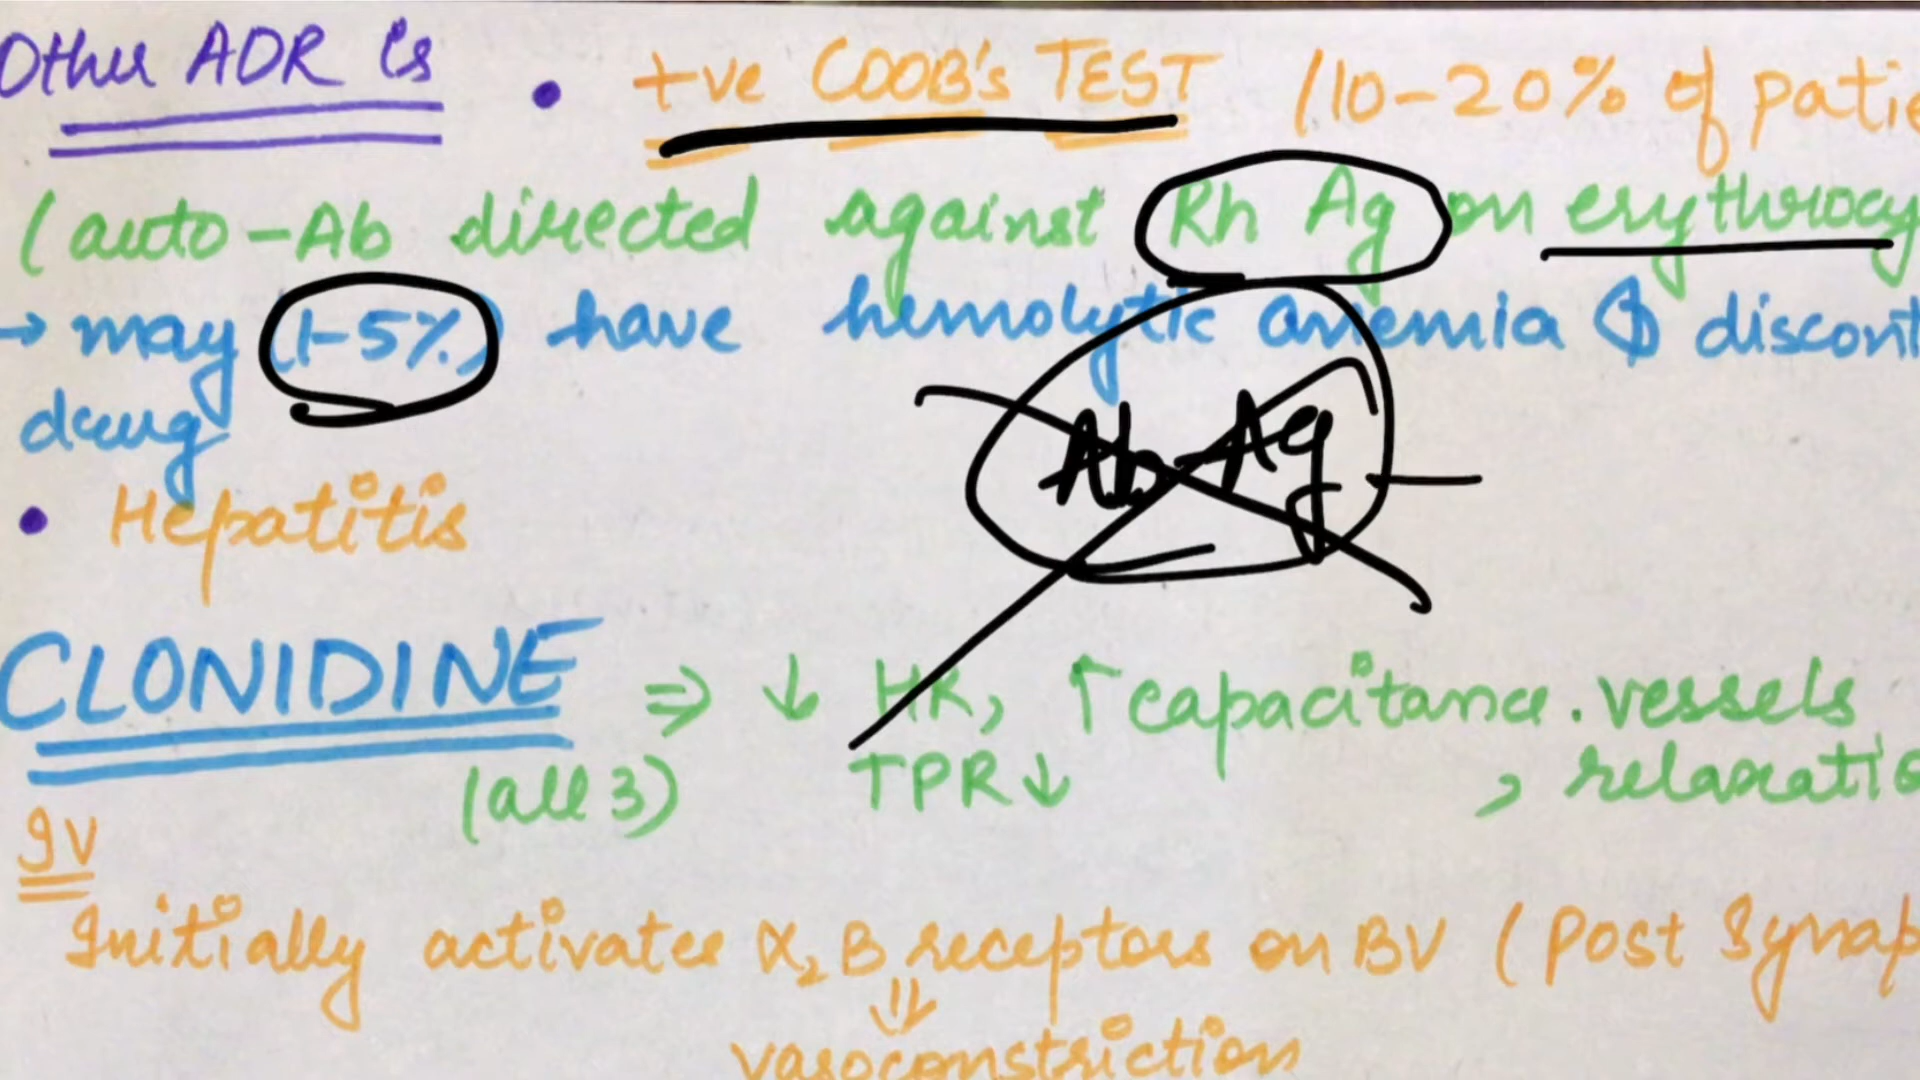 Other ADR is • +ve COOB's TEST (10-20% of patie
(auto-Ab directed against Rh Ag on erythrocy
→ may (1-5%) have hemolytic anemia discont
drug
Ab Ag
• Hepatitis
CLONIDINE ⇒ ↓ HR, ↑ capacitance vessels
(all 3) TPR↓ , relaxatio
IV
Initially activates α₂B receptors on BV (Post Synap
⇓
vasoconstriction